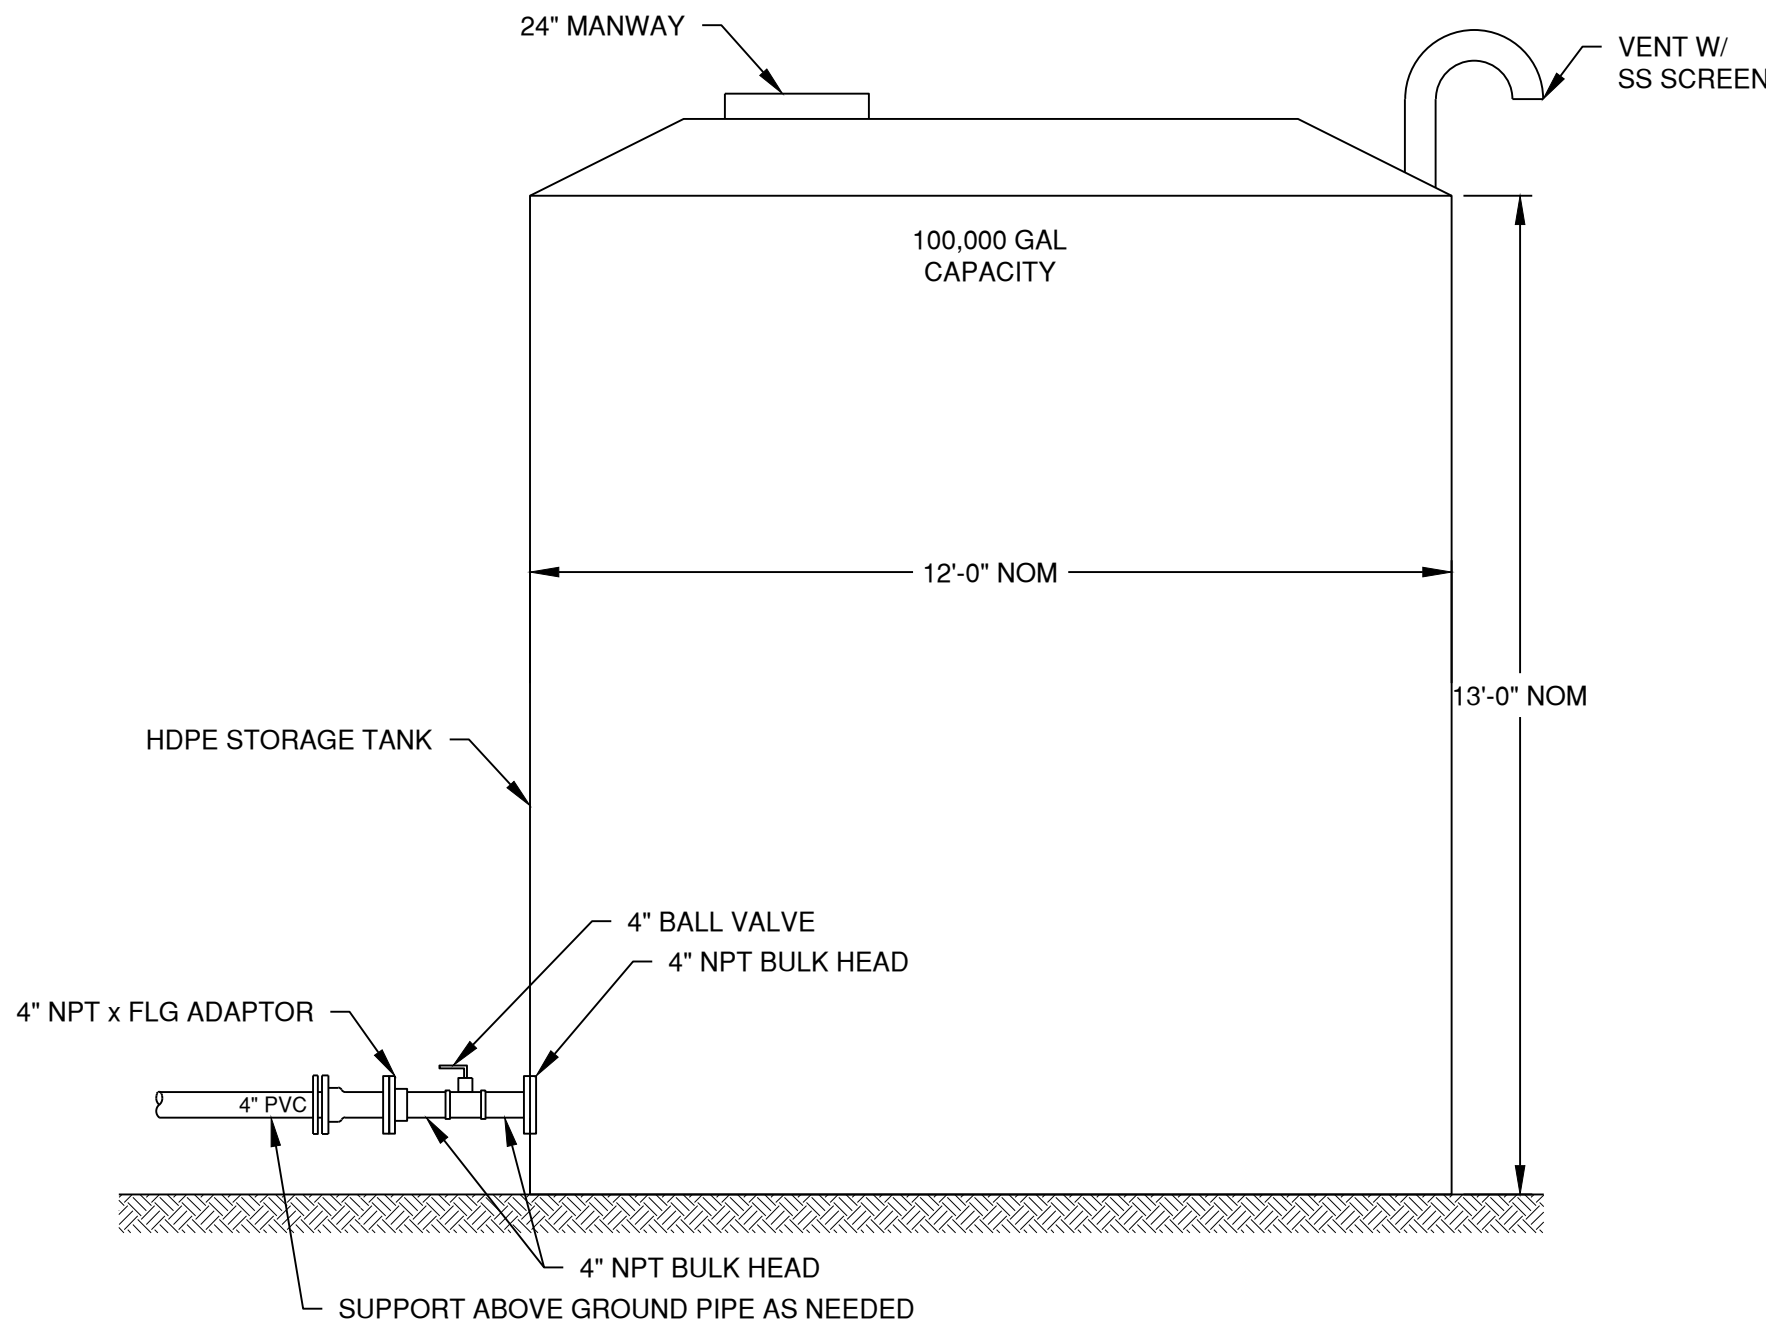 24" MANWAY
VENT W/
SS SCREEN
100,000 GAL
CAPACITY
12'-0" NOM
13'-0" NOM
HDPE STORAGE TANK
4" BALL VALVE
4" NPT BULK HEAD
4" NPT x FLG ADAPTOR
4" PVC
4" NPT BULK HEAD
SUPPORT ABOVE GROUND PIPE AS NEEDED